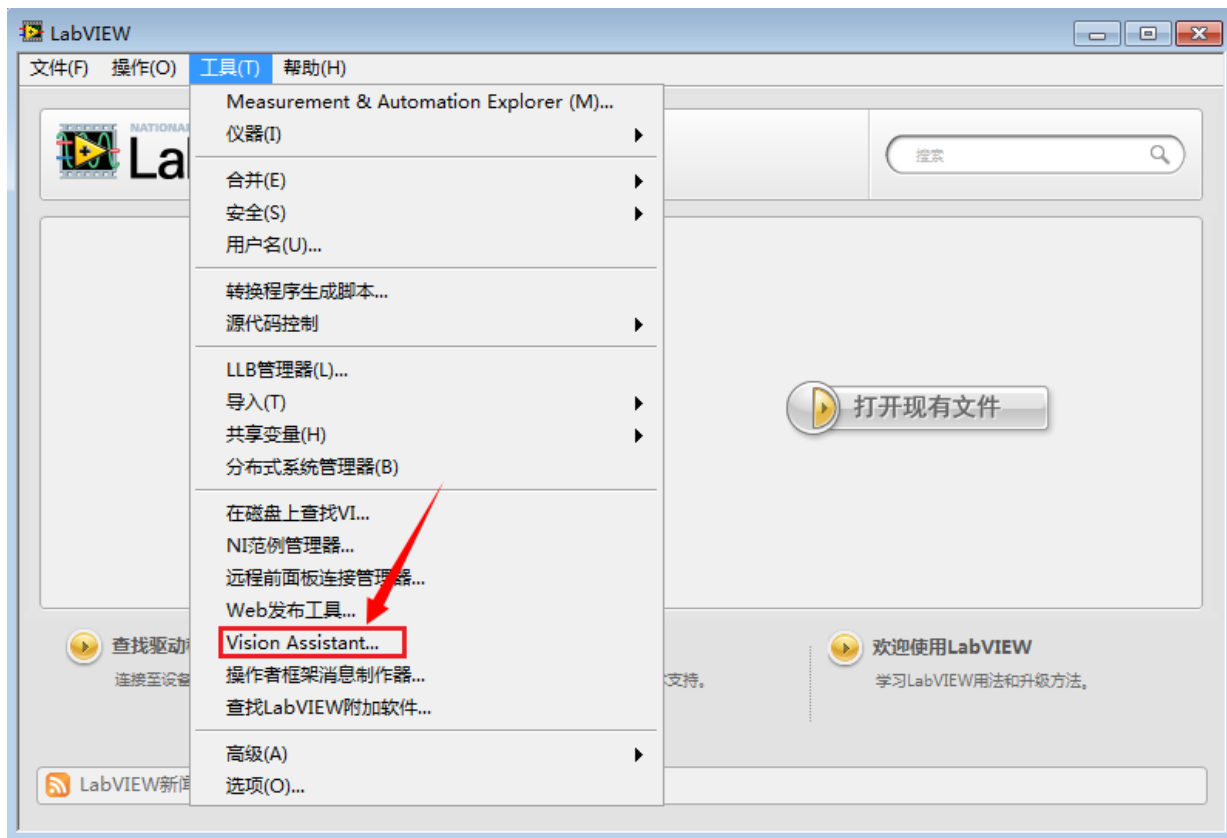 LabVIEW
文件(F) 操作(O) 工具(T) 帮助(H)
Measurement & Automation Explorer (M)...
仪器(I)
合并(E)
安全(S)
用户名(U)...
转换程序生成脚本...
源代码控制
LLB管理器(L)...
导入(T)
共享变量(H)
分布式系统管理器(B)
在磁盘上查找VI...
NI范例管理器...
远程前面板连接管理器...
Web发布工具...
Vision Assistant...
操作者框架消息制作器...
查找LabVIEW附加软件...
高级(A)
选项(O)...
NATIONAL
La
搜索
打开现有文件
查找驱动
连接至设备
支持。
欢迎使用LabVIEW
学习LabVIEW用法和升级方法。
LabVIEW新闻